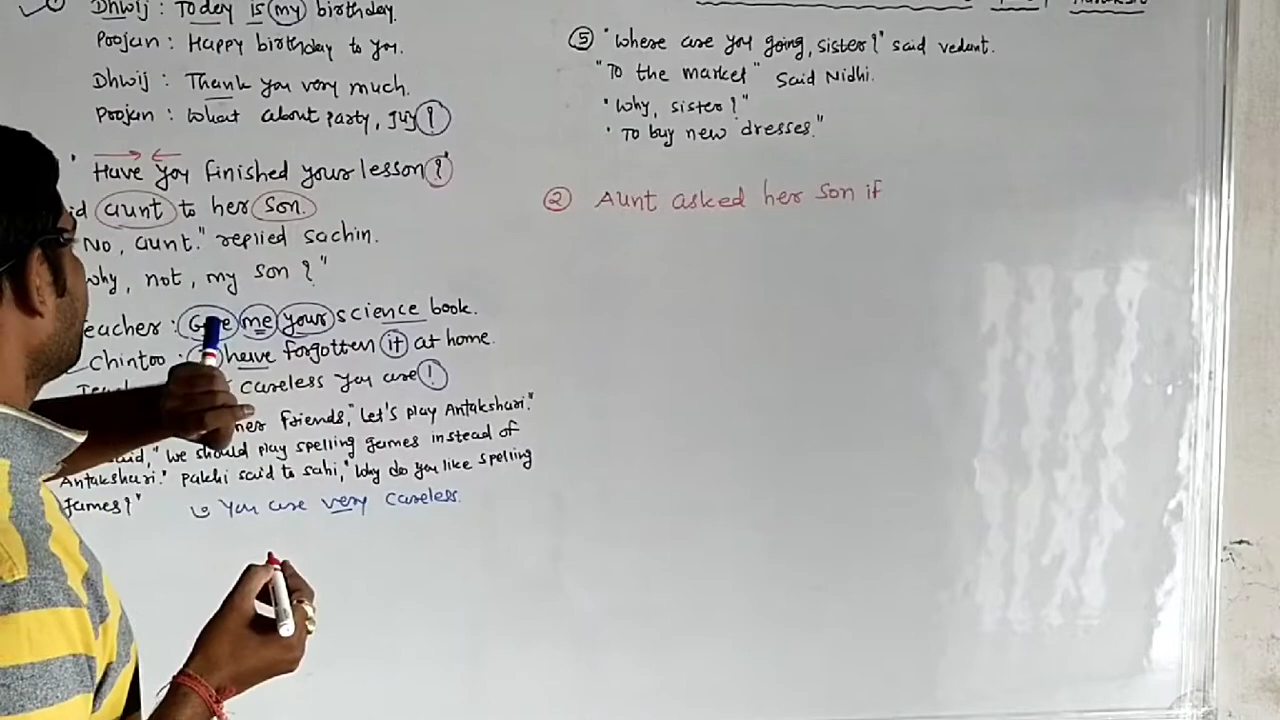 Dhwij : Today is my birthday.
Poojan : Happy birthday to you.
Dhwij : Thank you very much.
Poojan : What about party, guy?
"Have you finished your lesson?"
aunt to her son.
No, aunt." replied sachin.
why, not, my son?"
Teacher : Give me your science book.
Chintoo : have forgotten it at home.
careless you are!
her friends, "Let's play Antakshari."
said, "we should play spelling games instead of
Antakshari." Pakhi said to sahi, "Why do you like spelling
games?"
You are very careless.
⑤ "Where are you going, sister?" said vedant.
"To the market" Said Nidhi.
"Why, sister?"
"To buy new dresses."
② Aunt asked her son if